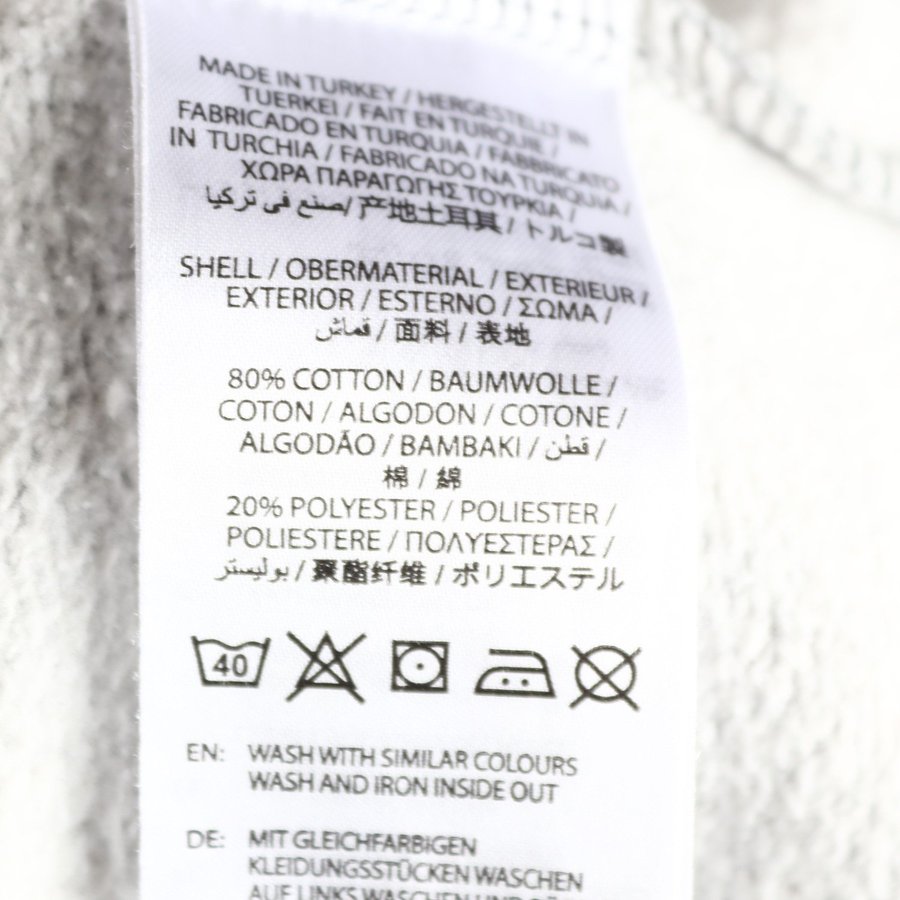 MADE IN TURKEY / HERGESTELLT IN
TUERKEI / FAIT EN TURQUIE /
FABRICADO EN TURQUIA / FABBRICATO
IN TURCHIA / FABRICADO NA TURQUIA /
ΧΩΡΑ ΠΑΡΑΓΩΓΗΣ ΤΟΥΡΚΙΑ /
صنع في تركيا / 产地土耳其 / トルコ製
SHELL / OBERMATERIAL / EXTERIEUR /
EXTERIOR / ESTERNO / ΣΩΜΑ /
قماش / 面料 / 表地
80% COTTON / BAUMWOLLE /
COTON / ALGODON / COTONE /
ALGODÃO / BAMBAKI / قطن /
棉 / 綿
20% POLYESTER / POLIESTER /
POLIESTERE / ΠΟΛΥΕΣΤΕΡΑΣ /
بوليستر / 聚酯纤维 / ポリエステル
40
EN: WASH WITH SIMILAR COLOURS
WASH AND IRON INSIDE OUT
DE: MIT GLEICHFARBIGEN
KLEIDUNGSSTÜCKEN WASCHEN
AUF LINKS WASCHEN UND